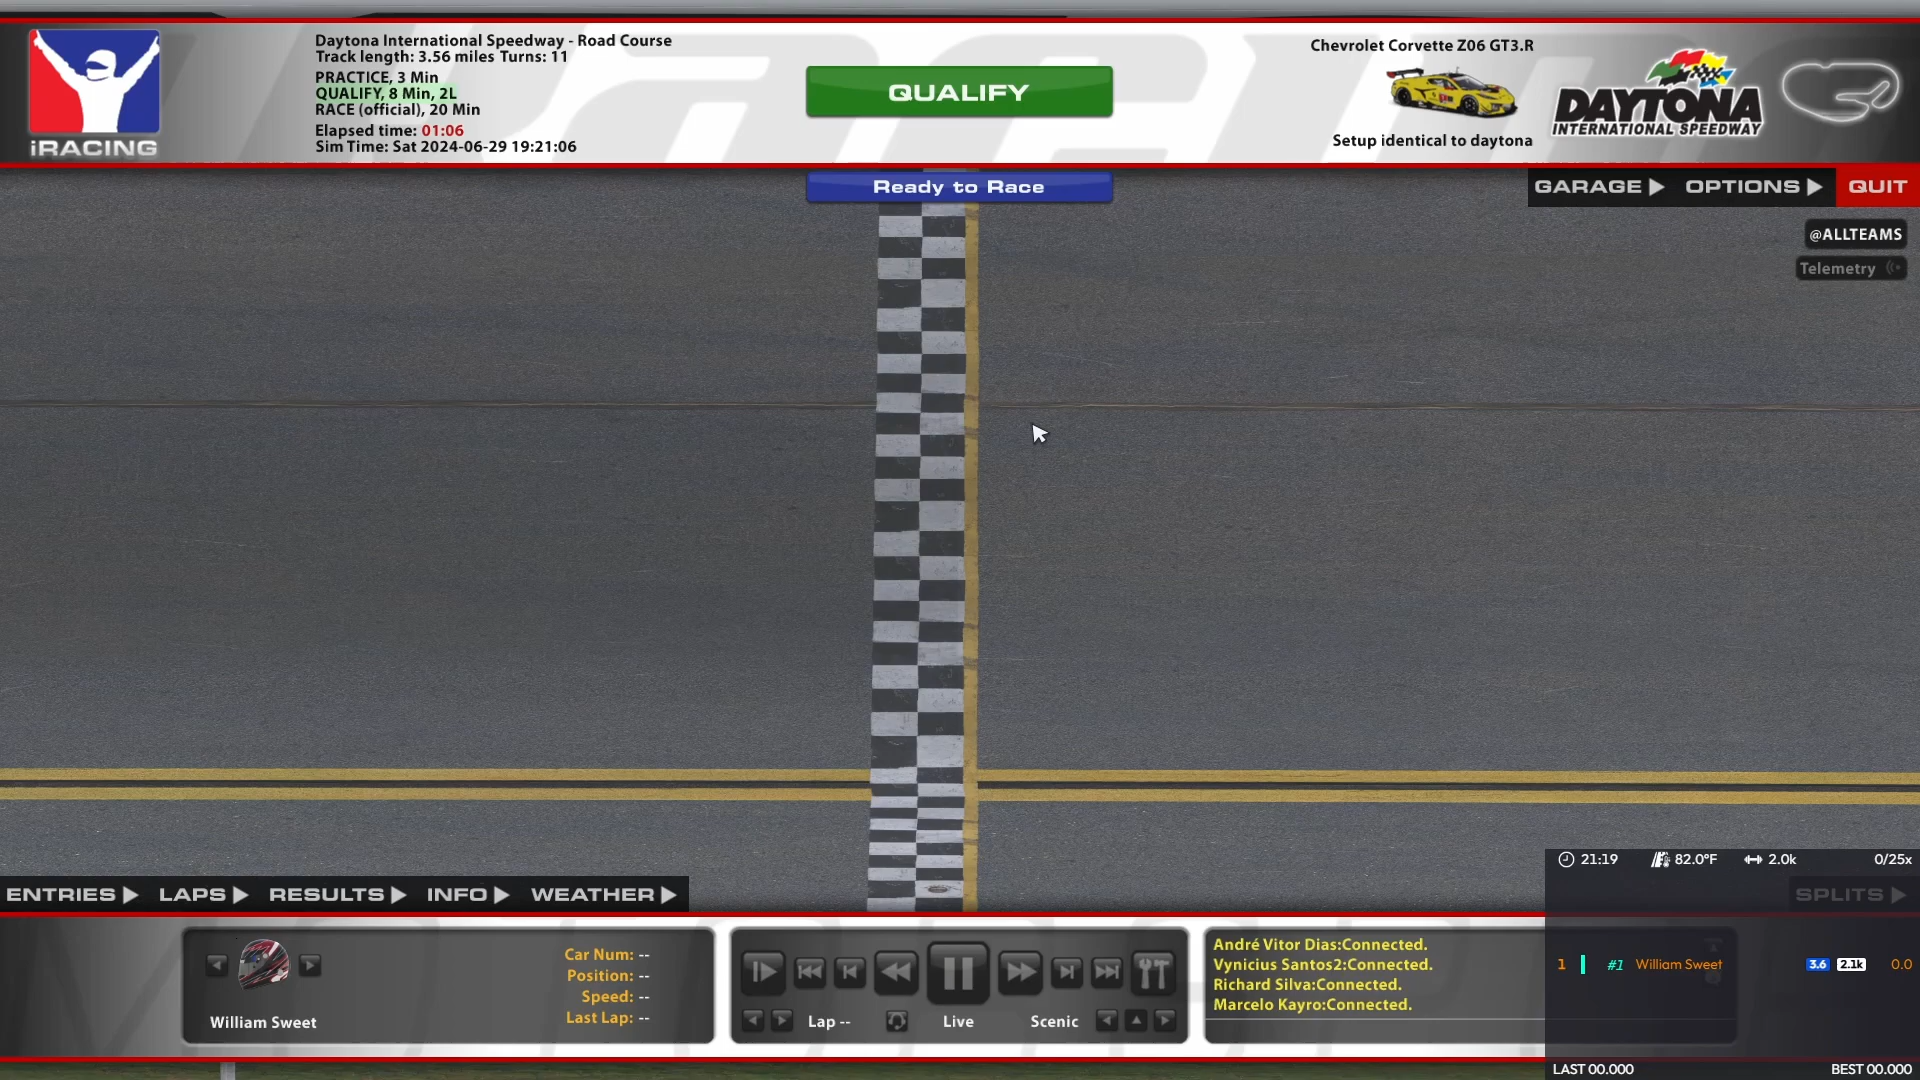 iRACING
Daytona International Speedway - Road Course
Track length: 3.56 miles Turns: 11
PRACTICE, 3 Min
QUALIFY, 8 Min, 2L
RACE (official), 20 Min
Elapsed time: 01:06
Sim Time: Sat 2024-06-29 19:21:06
QUALIFY
Chevrolet Corvette Z06 GT3.R
Setup identical to daytona
DAYTONA
INTERNATIONAL SPEEDWAY
Ready to Race
GARAGE OPTIONS QUIT
@ALLTEAMS
Telemetry
21:19 82.0°F 2.0k 0/25x
ENTRIES LAPS RESULTS INFO WEATHER
SPLITS
William Sweet
Car Num: --
Position: --
Speed: --
Last Lap: --
Lap --
Live
Scenic
André Vitor Dias:Connected.
Vynicius Santos2:Connected.
Richard Silva:Connected.
Marcelo Kayro:Connected.
1 #1 William Sweet 3.6 2.1k 0.0
LAST 00.000 BEST 00.000